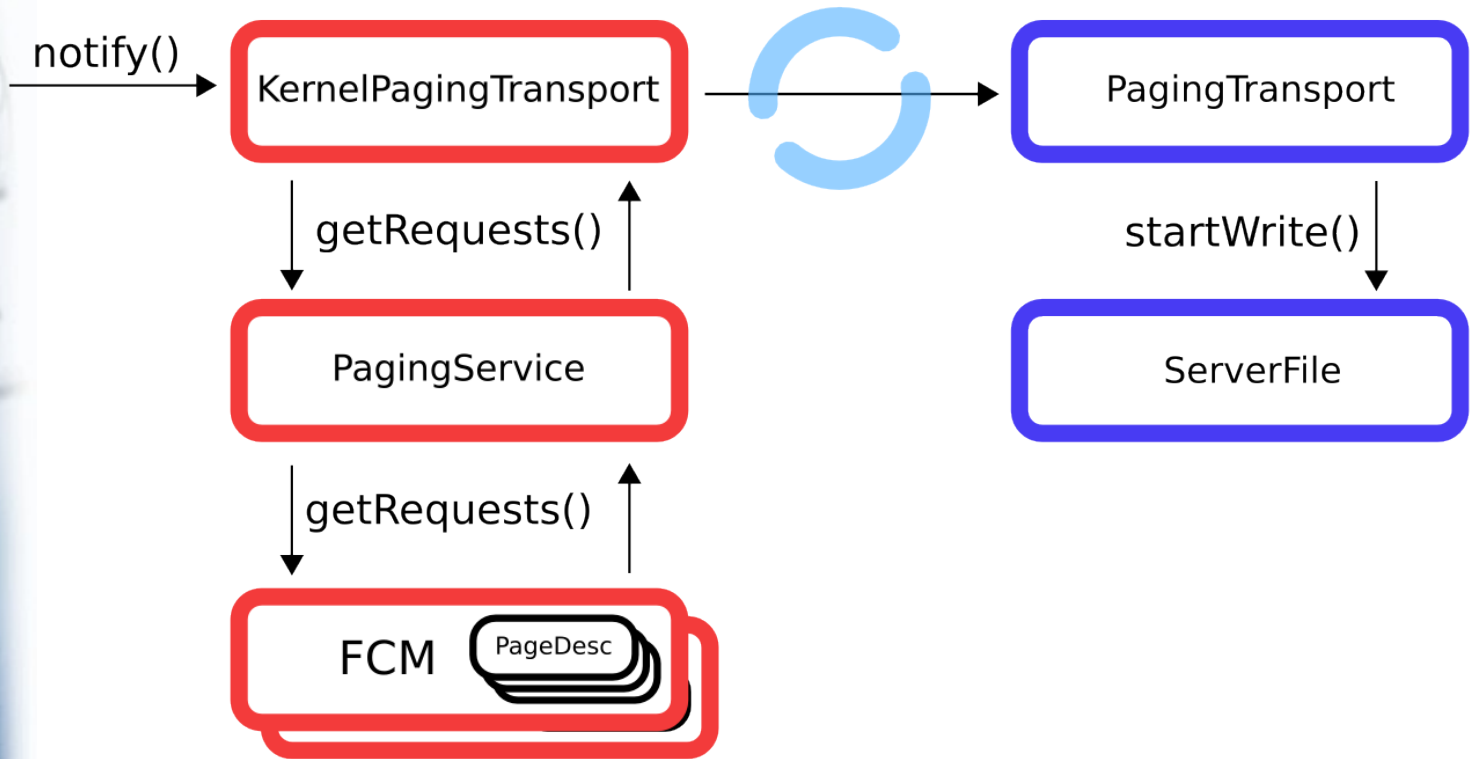 notify()
KernelPagingTransport
PagingTransport
getRequests()
startWrite()
PagingService
ServerFile
getRequests()
FCM
PageDesc